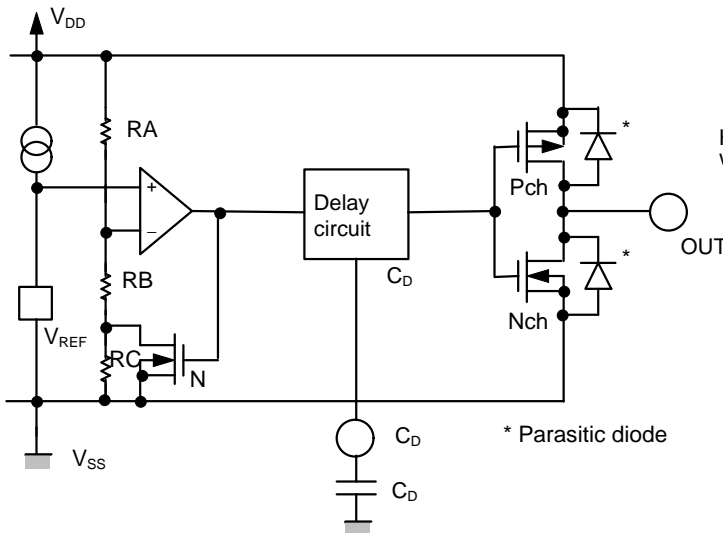 VDD
RA
*
+
Delay
circuit
Pch
−
OUT
*
RB
CD
VREF
RC
N
Nch
CD
* Parasitic diode
VSS
CD